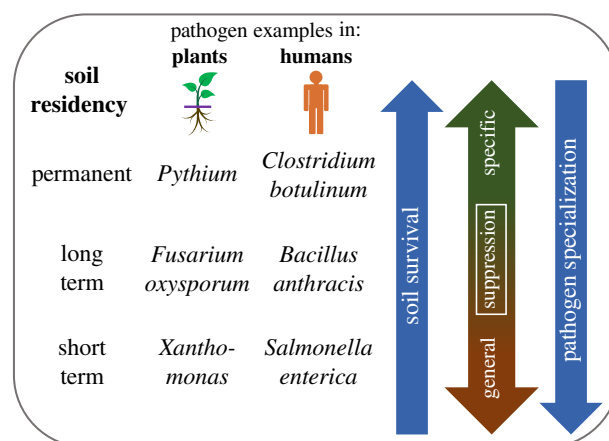 pathogen examples in:
plants humans
soil
residency
permanent Pythium Clostridium
botulinum
long
term Fusarium
oxysporum Bacillus
anthracis
short
term Xantho-
monas Salmonella
enterica
soil survival
specific
suppression
general
pathogen specialization